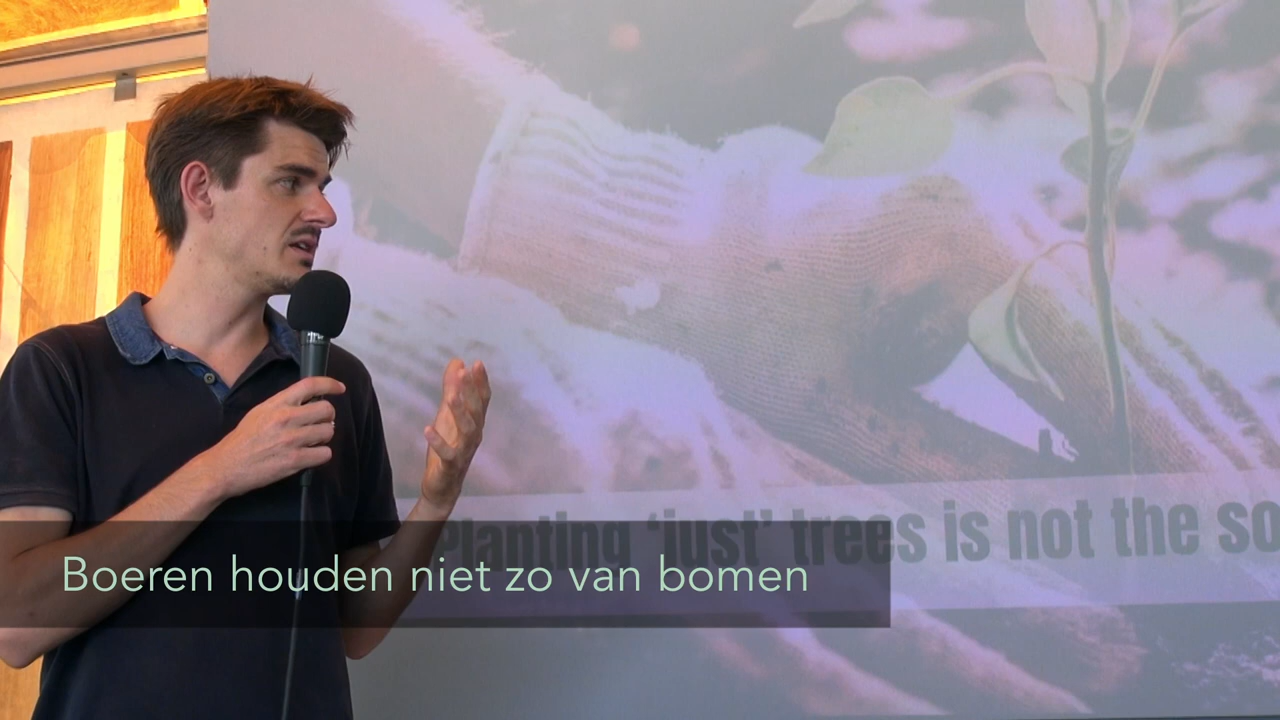 Planting ‘just’ trees is not the so
Boeren houden niet zo van bomen